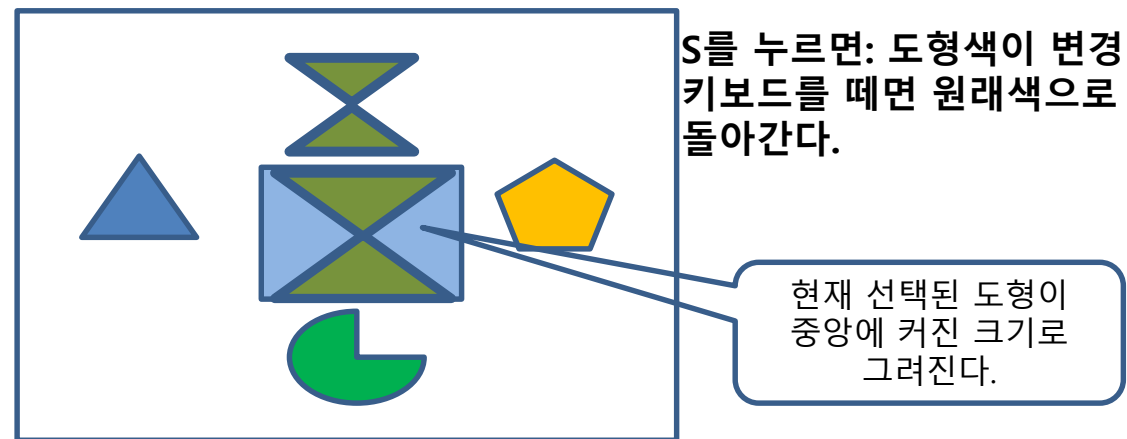 S를 누르면: 도형색이 변경
키보드를 떼면 원래색으로
돌아간다.
현재 선택된 도형이
중앙에 커진 크기로
그려진다.